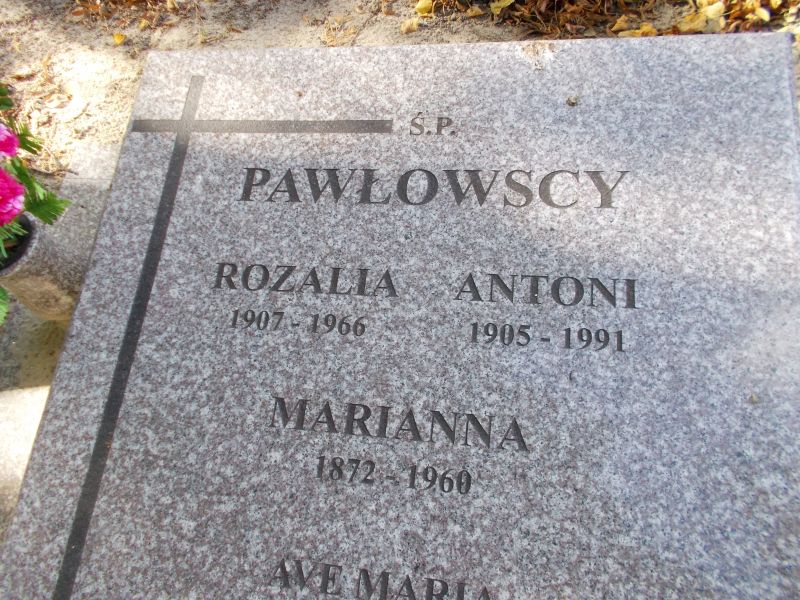 Ś.P.
PAWŁOWSCY
ROZALIA ANTONI
1907 - 1966 1905 - 1991
MARIANNA
1872 - 1960
AVE MARIA